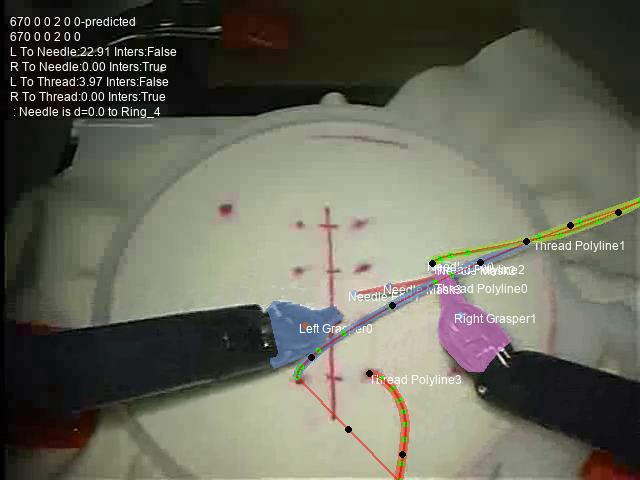 670 0 0 2 0 0-predicted
670 0 0 2 0 0
L To Needle:22.91 Inters:False
R To Needle:0.00 Inters:True
L To Thread:3.97 Inters:False
R To Thread:0.00 Inters:True
: Needle is d=0.0 to Ring_4
Thread Polyline1
Thread Polyline0
Needle
Right Grasper1
Left Grasper0
Thread Polyline3